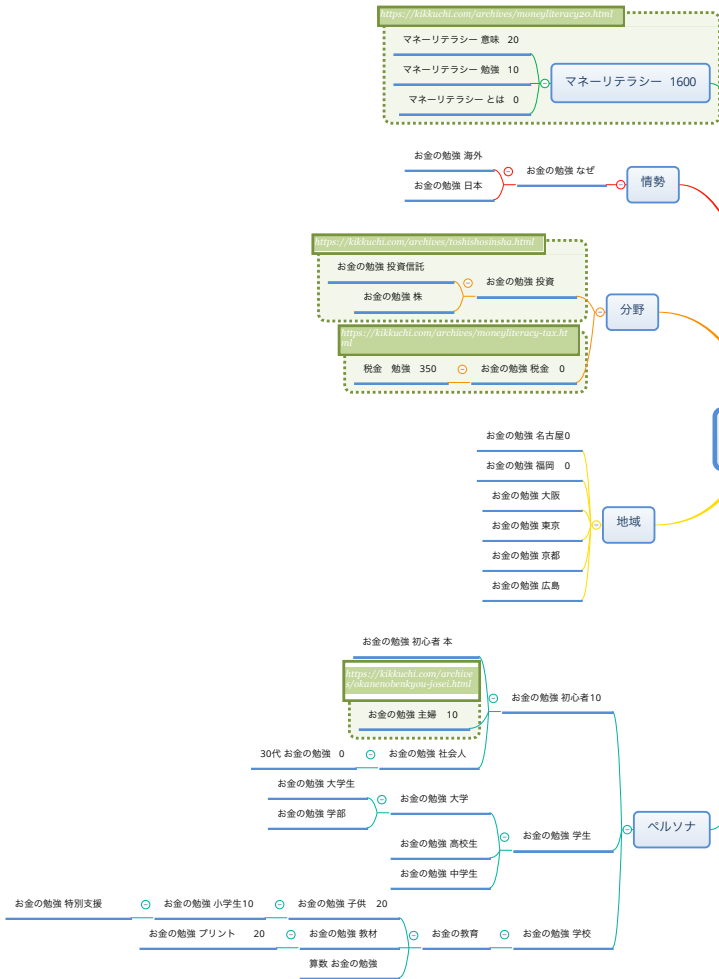 https://kikkuchi.com/archives/moneyliteracy20.html
マネーリテラシー 意味 20
マネーリテラシー 勉強 10
マネーリテラシー とは 0
マネーリテラシー 1600
お金の勉強 海外
お金の勉強 日本
お金の勉強 なぜ
情勢
https://kikkuchi.com/archives/toshishosinsha.html
お金の勉強 投資信託
お金の勉強 株
お金の勉強 投資
分野
https://kikkuchi.com/archives/moneyliteracy-tax.ht
ml
税金 勉強 350
お金の勉強 税金 0
お金の勉強 名古屋0
お金の勉強 福岡 0
お金の勉強 大阪
お金の勉強 東京
お金の勉強 京都
お金の勉強 広島
地域
お金の勉強 初心者 本
https://kikkuchi.com/archive
s/okanenobenkyou-josei.html
お金の勉強 主婦 10
お金の勉強 初心者10
30代 お金の勉強 0
お金の勉強 社会人
お金の勉強 大学生
お金の勉強 学部
お金の勉強 大学
お金の勉強 高校生
お金の勉強 中学生
お金の勉強 学生
ペルソナ
お金の勉強 特別支援
お金の勉強 小学生10
お金の勉強 子供 20
お金の勉強 プリント 20
お金の勉強 教材
算数 お金の勉強
お金の教育
お金の勉強 学校